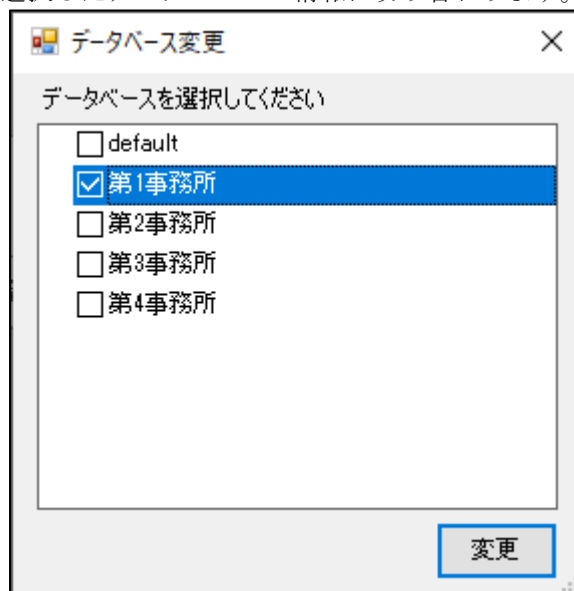 データベース変更
データベースを選択してください
default
第1事務所
第2事務所
第3事務所
第4事務所
変更